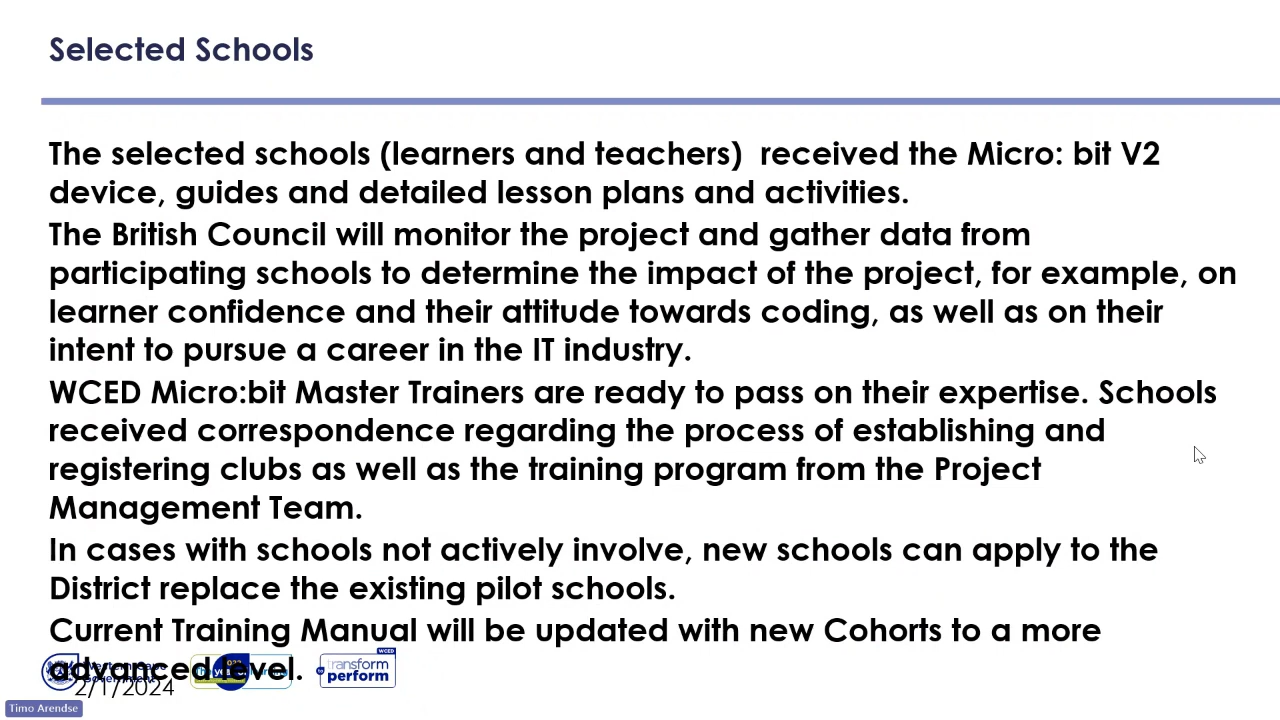 Selected Schools
The selected schools (learners and teachers)  received the Micro: bit V2
device, guides and detailed lesson plans and activities.
The British Council will monitor the project and gather data from
participating schools to determine the impact of the project, for example, on
learner confidence and their attitude towards coding, as well as on their
intent to pursue a career in the IT industry.
WCED Micro:bit Master Trainers are ready to pass on their expertise. Schools
received correspondence regarding the process of establishing and
registering clubs as well as the training program from the Project
Management Team.
In cases with schools not actively involve, new schools can apply to the
District replace the existing pilot schools.
Current Training Manual will be updated with new Cohorts to a more
advanced level.
Western Cape
Government
WCED
transform
perform
2/1/2024
Timo Arendse